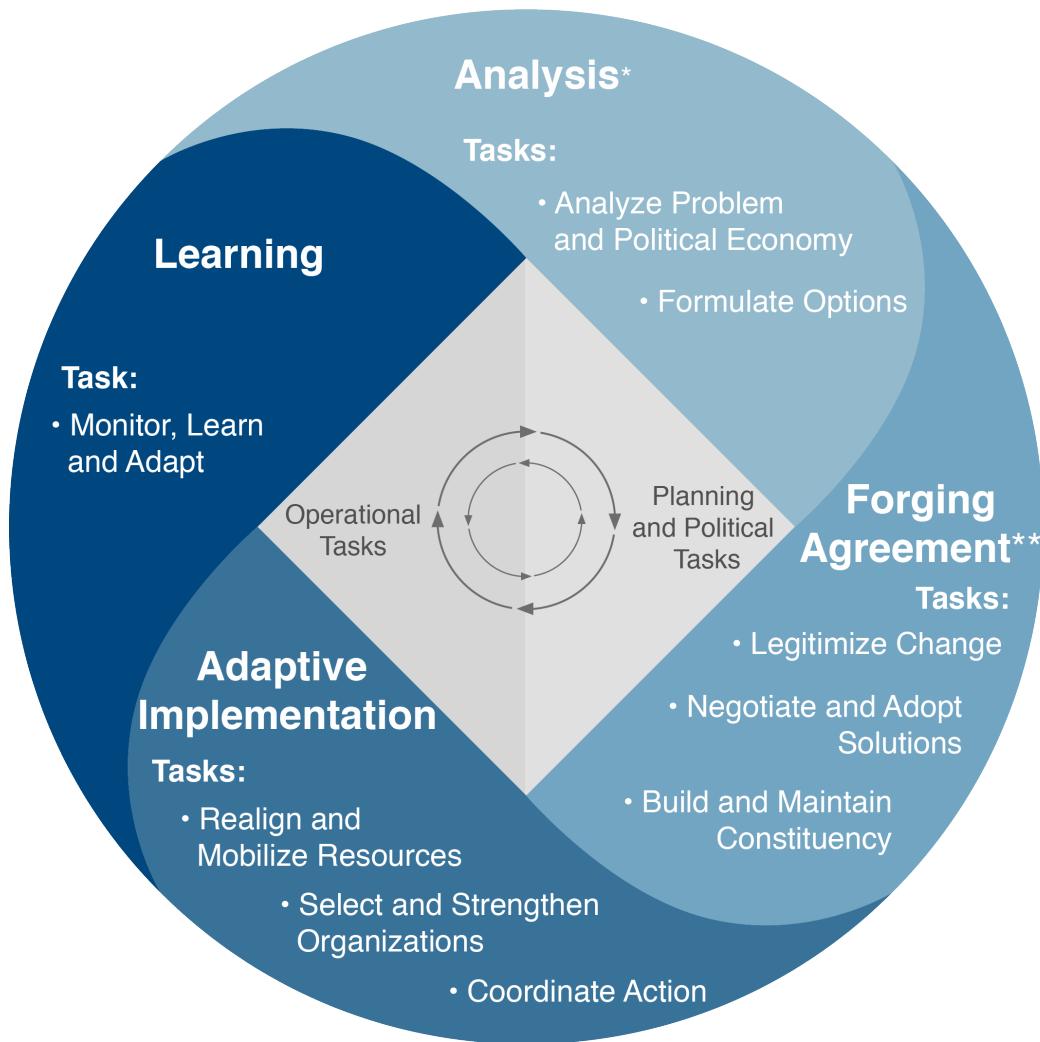 Analysis*
Tasks:
• Analyze Problem
and Political Economy
• Formulate Options
Forging
Agreement**
Tasks:
• Legitimize Change
• Negotiate and Adopt
Solutions
• Build and Maintain
Constituency
Adaptive
Implementation
Tasks:
• Realign and
Mobilize Resources
• Select and Strengthen
Organizations
• Coordinate Action
Learning
Task:
• Monitor, Learn
and Adapt
Operational
Tasks
Planning
and Political
Tasks